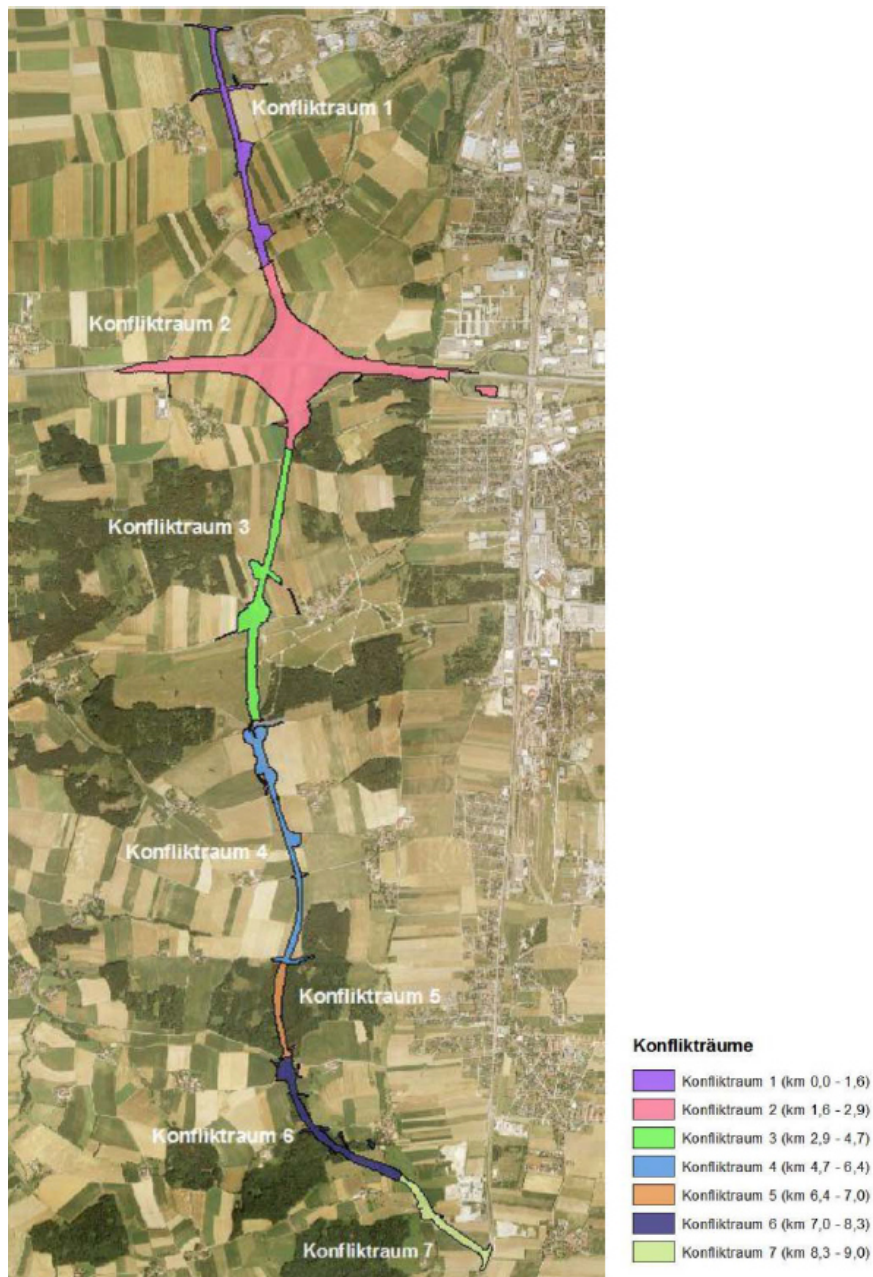 Konfliktraum 1
Konfliktraum 2
Konfliktraum 3
Konfliktraum 4
Konfliktraum 5
Konfliktraum 6
Konfliktraum 7
Konflikträume
Konfliktraum 1 (km 0,0 - 1,6)
Konfliktraum 2 (km 1,6 - 2,9)
Konfliktraum 3 (km 2,9 - 4,7)
Konfliktraum 4 (km 4,7 - 6,4)
Konfliktraum 5 (km 6,4 - 7,0)
Konfliktraum 6 (km 7,0 - 8,3)
Konfliktraum 7 (km 8,3 - 9,0)